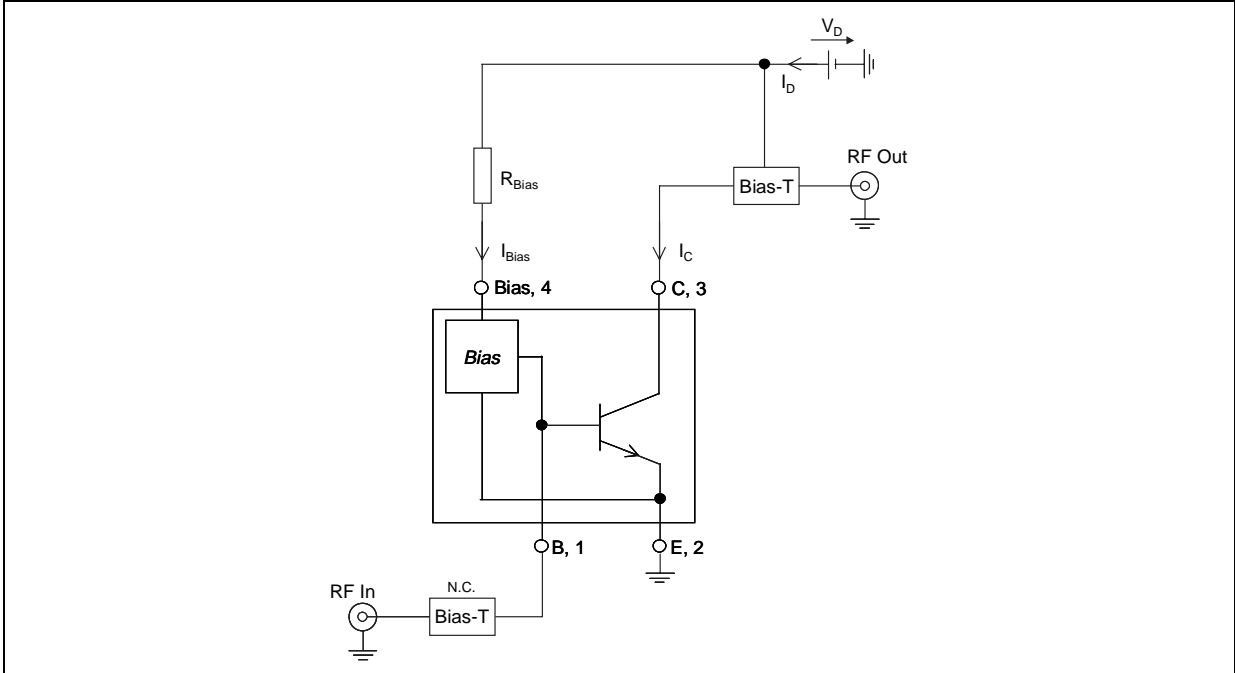 V_D
I_D
RF Out
R_Bias
Bias-T
I_Bias
I_C
Bias, 4
C, 3
Bias
B, 1
E, 2
RF In
N.C.
Bias-T